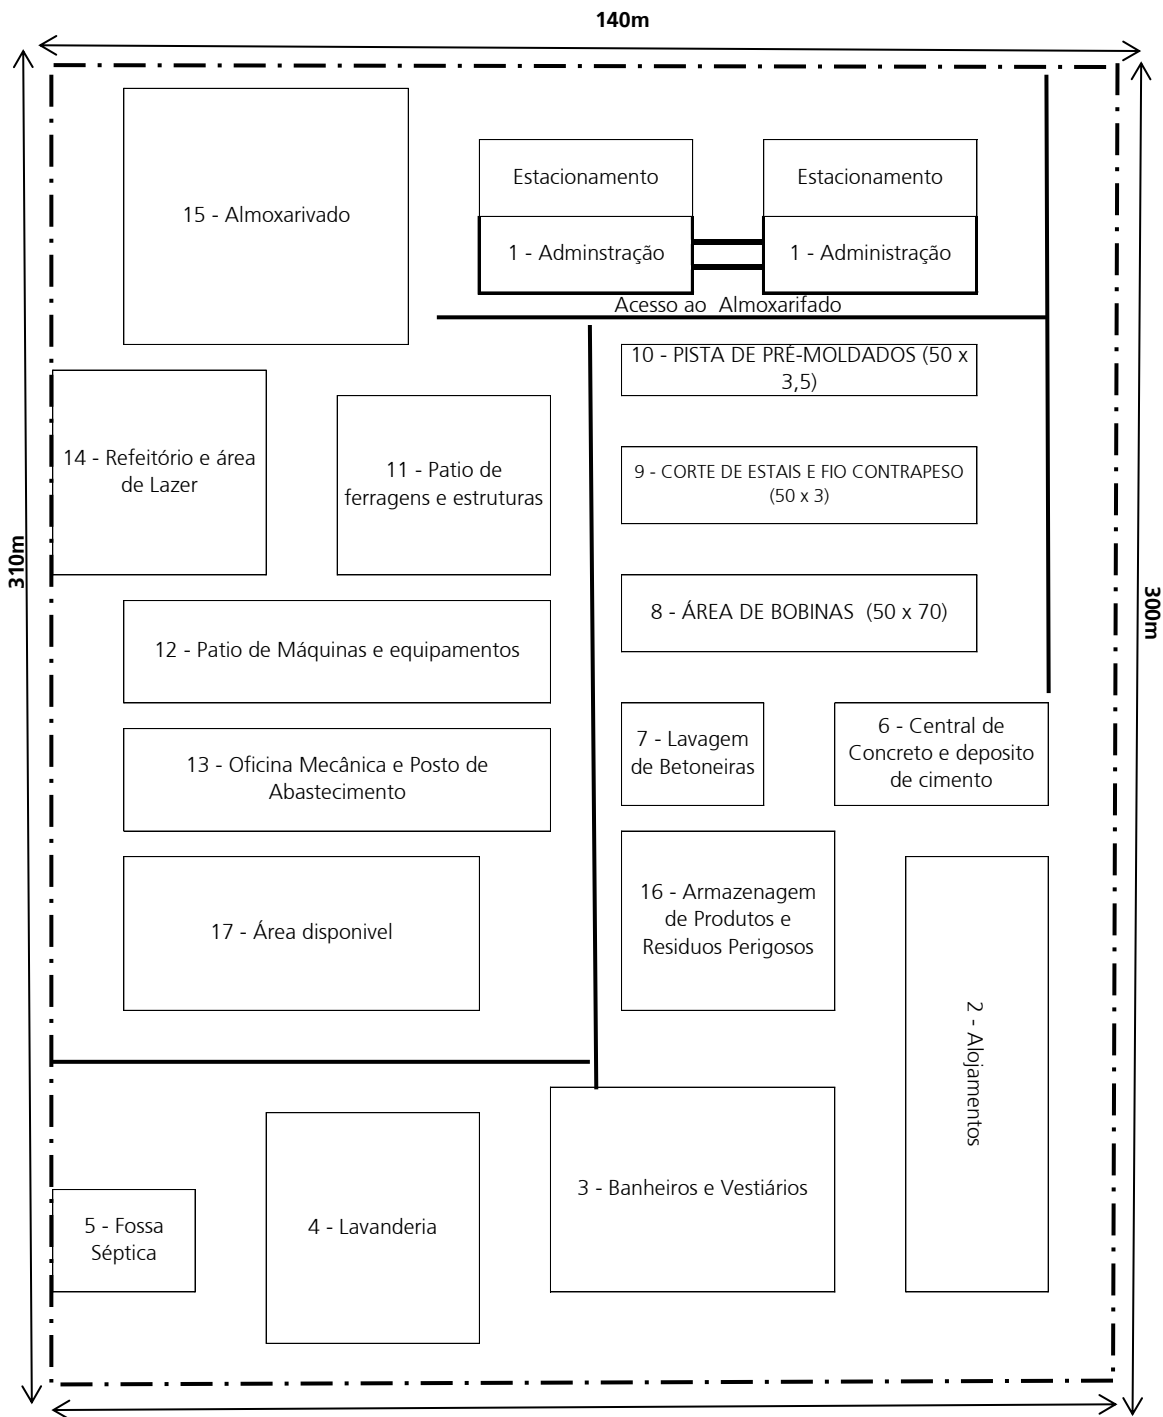 140m
Estacionamento
Estacionamento
15 - Almoxarivado
1 - Adminstração
1 - Administração
Acesso ao  Almoxarifado
10 - PISTA DE PRÉ-MOLDADOS (50 x
3,5)
14 - Refeitório e área
de Lazer
11 - Patio de
ferragens e estruturas
9 - CORTE DE ESTAIS E FIO CONTRAPESO
(50 x 3)
310m
300m
8 - ÁREA DE BOBINAS  (50 x 70)
12 - Patio de Máquinas e equipamentos
7 - Lavagem
de Betoneiras
6 - Central de
Concreto e deposito
de cimento
13 - Oficina Mecânica e Posto de
Abastecimento
16 - Armazenagem
de Produtos e
Residuos Perigosos
17 - Área disponivel
2 - Alojamentos
3 - Banheiros e Vestiários
5 - Fossa
Séptica
4 - Lavanderia